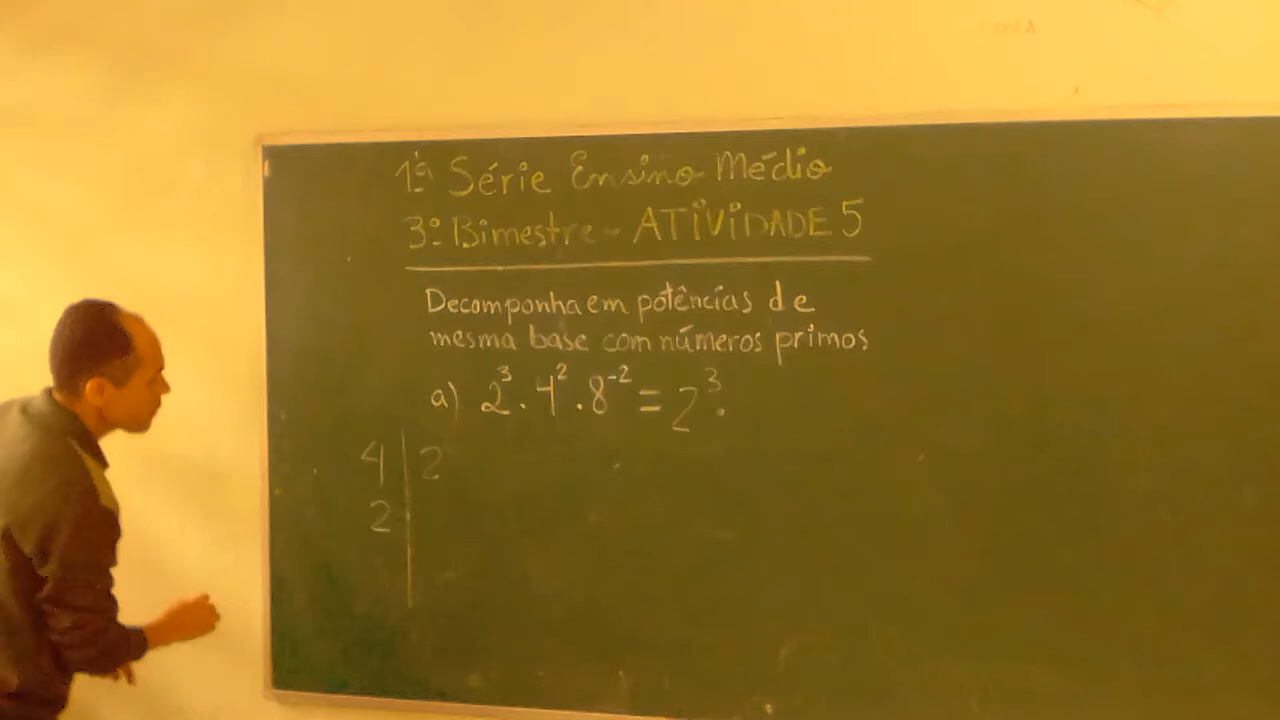 1ª Série Ensino Médio
3º Bimestre - ATIVIDADE 5
Decomponha em potências de
mesma base com números primos
a) 2³ . 4² . 8⁻² = 2³ .
4 | 2
2